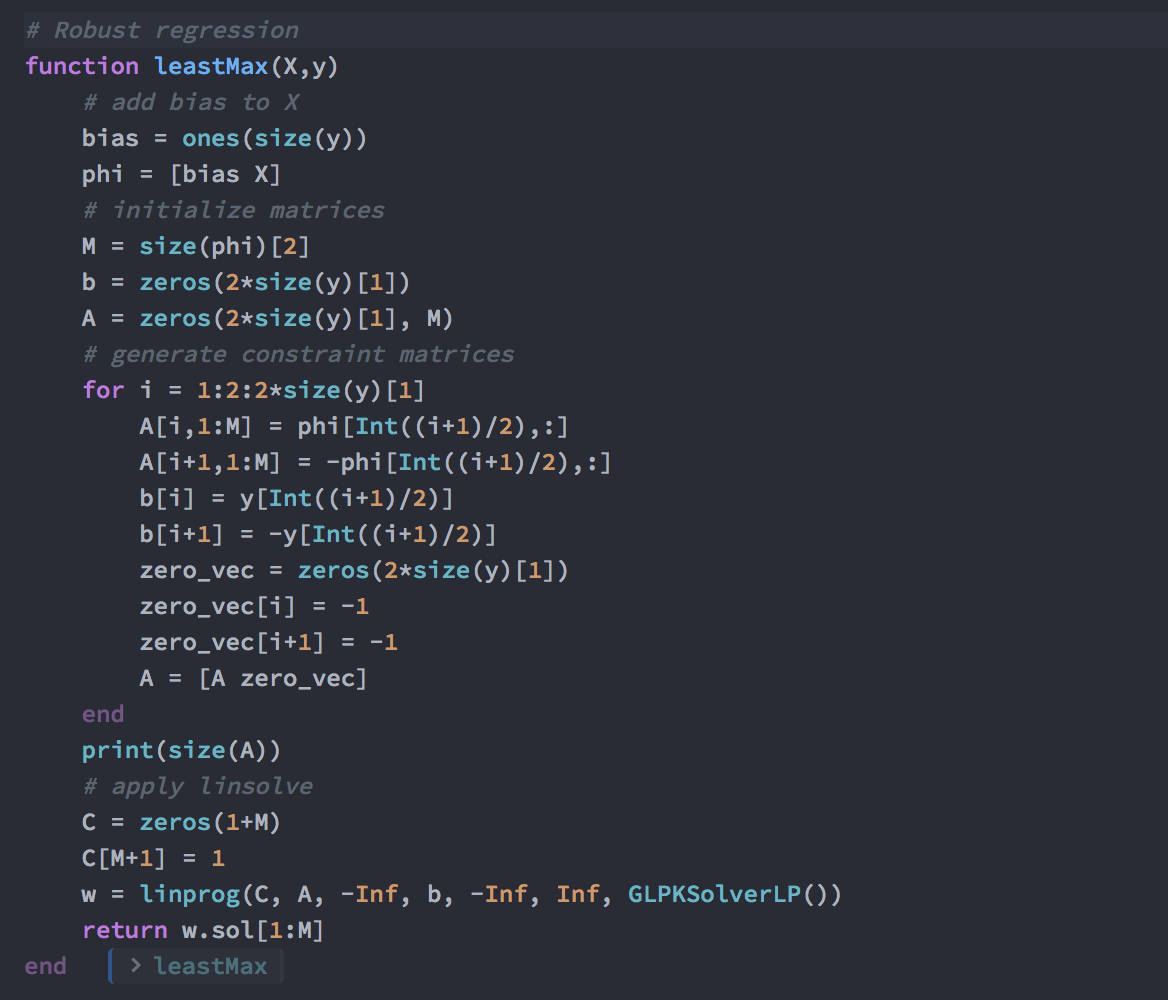 # Robust regression
function leastMax(X,y)
    # add bias to X
    bias = ones(size(y))
    phi = [bias X]
    # initialize matrices
    M = size(phi)[2]
    b = zeros(2*size(y)[1])
    A = zeros(2*size(y)[1], M)
    # generate constraint matrices
    for i = 1:2:2*size(y)[1]
        A[i,1:M] = phi[Int((i+1)/2),:]
        A[i+1,1:M] = -phi[Int((i+1)/2),:]
        b[i] = y[Int((i+1)/2)]
        b[i+1] = -y[Int((i+1)/2)]
        zero_vec = zeros(2*size(y)[1])
        zero_vec[i] = -1
        zero_vec[i+1] = -1
        A = [A zero_vec]
    end
    print(size(A))
    # apply linsolve
    C = zeros(1+M)
    C[M+1] = 1
    w = linprog(C, A, -Inf, b, -Inf, Inf, GLPKSolverLP())
    return w.sol[1:M]
end   > leastMax